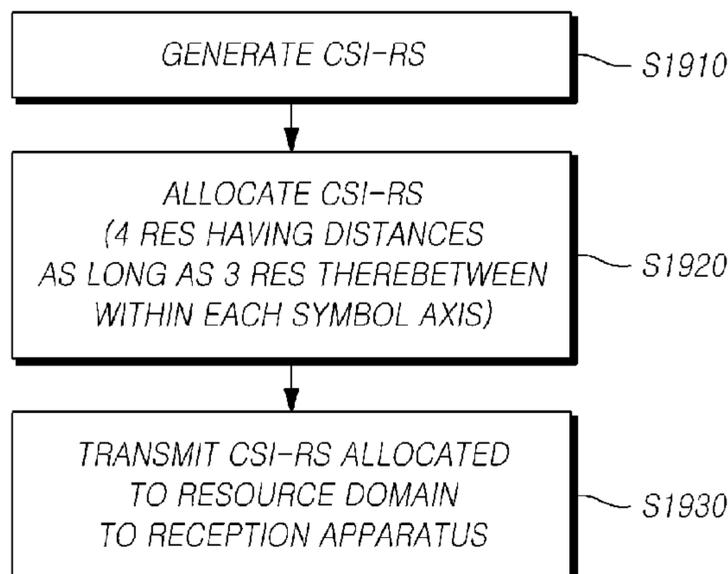 GENERATE CSI-RS
S1910
ALLOCATE CSI-RS
(4 RES HAVING DISTANCES
AS LONG AS 3 RES THEREBETWEEN
WITHIN EACH SYMBOL AXIS)
S1920
TRANSMIT CSI-RS ALLOCATED
TO RESOURCE DOMAIN
TO RECEPTION APPARATUS
S1930